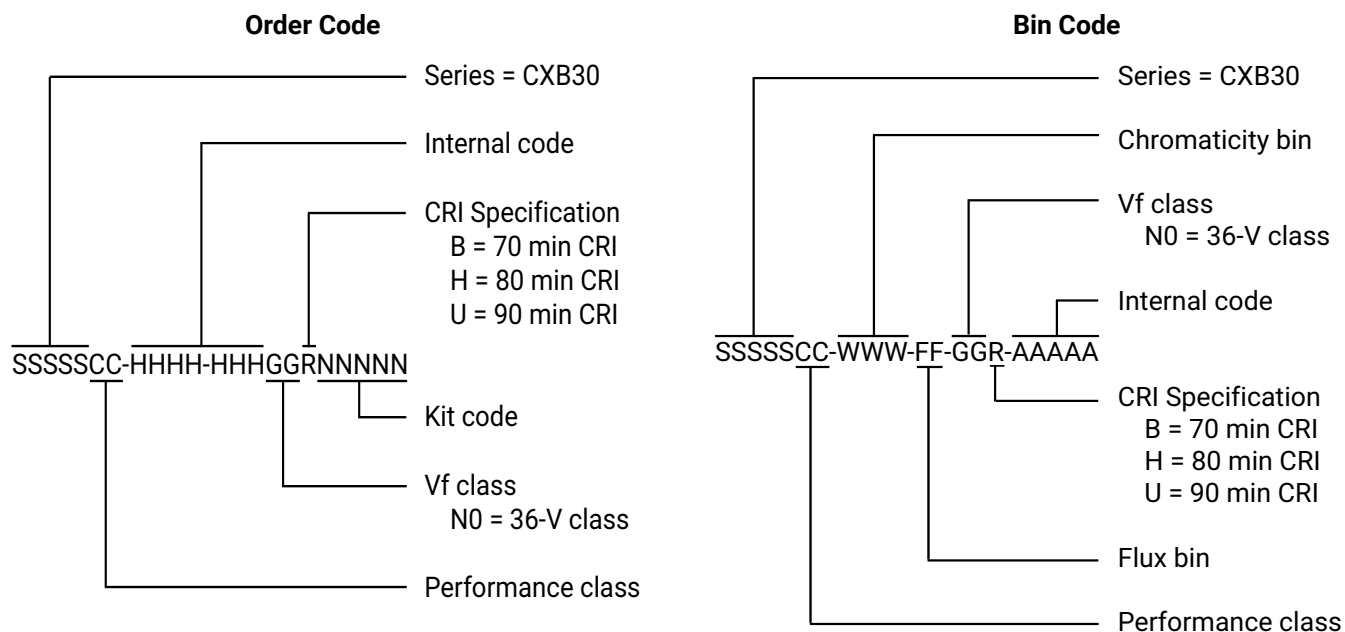 Order Code
Series = CXB30
Internal code
CRI Specification
B = 70 min CRI
H = 80 min CRI
U = 90 min CRI
SSSSSCC-HHHH-HHHGGRNNNNN
Kit code
Vf class
N0 = 36-V class
Performance class
Bin Code
Series = CXB30
Chromaticity bin
Vf class
N0 = 36-V class
Internal code
SSSSSCC-WWW-FF-GGR-AAAAA
CRI Specification
B = 70 min CRI
H = 80 min CRI
U = 90 min CRI
Flux bin
Performance class